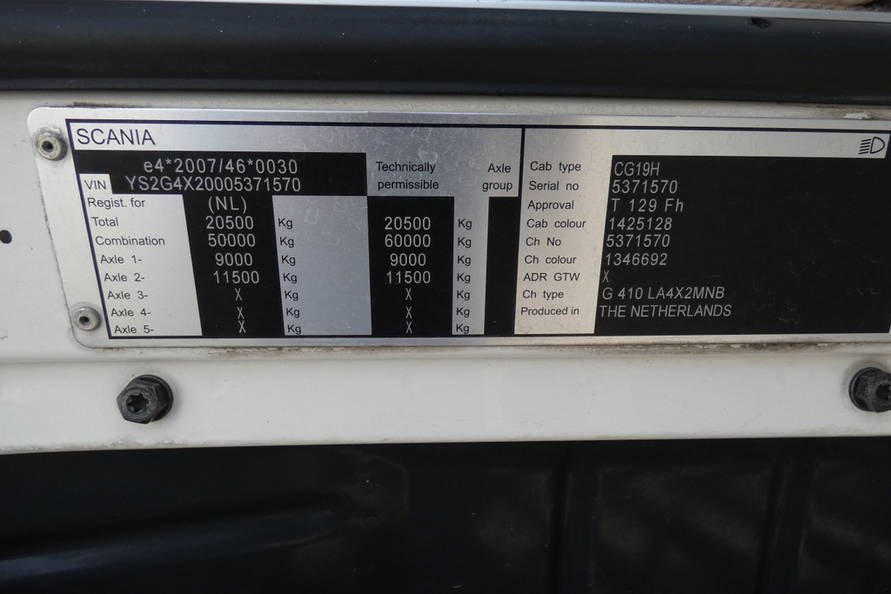 SCANIA
e4*2007/46*0030
VIN YS2G4X20005371570
Technically permissible
Axle group
Regist. for (NL)
Total 20500 Kg 20500 Kg
Combination 50000 Kg 60000 Kg
Axle 1- 9000 Kg 9000 Kg
Axle 2- 11500 Kg 11500 Kg
Axle 3- X Kg X Kg
Axle 4- X Kg X Kg
Axle 5- X Kg X Kg
Cab type CG19H
Serial no 5371570
Approval T 129 Fh
Cab colour 1425128
Ch No 5371570
Ch colour 1346692
ADR GTW X
Ch type G 410 LA4X2MNB
Produced in THE NETHERLANDS